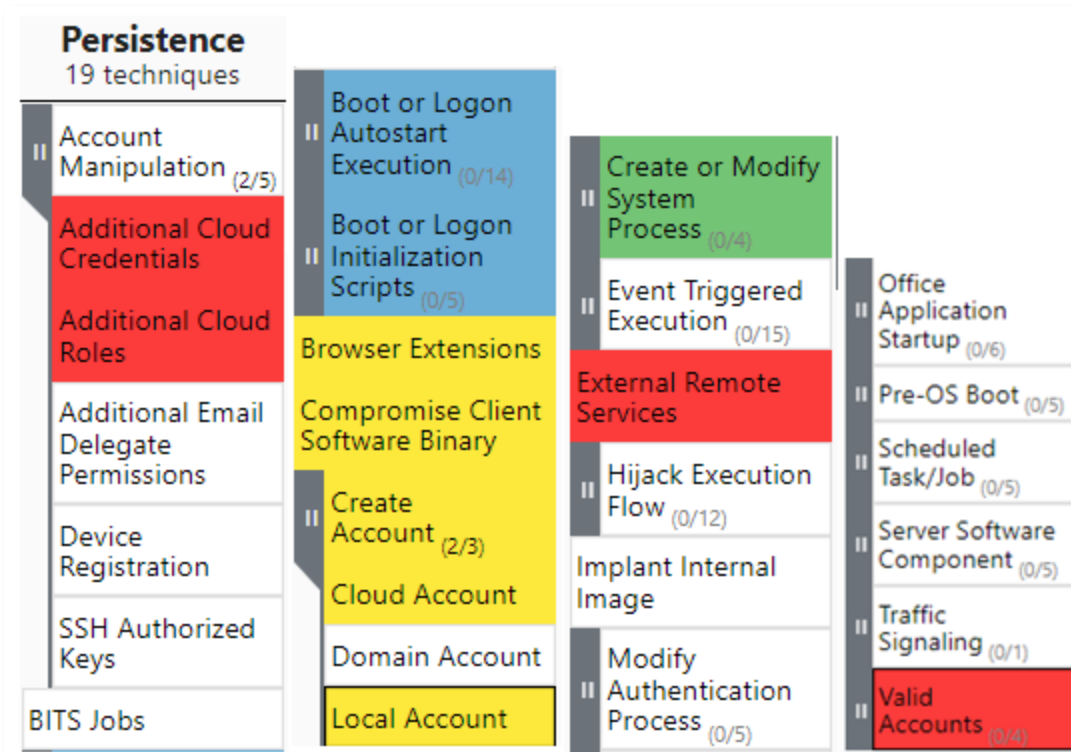 Persistence
19 techniques
Account
Manipulation (2/5)
Additional Cloud
Credentials
Additional Cloud
Roles
Additional Email
Delegate
Permissions
Device
Registration
SSH Authorized
Keys
BITS Jobs
Boot or Logon
Autostart
Execution (0/14)
Boot or Logon
Initialization
Scripts (0/5)
Browser Extensions
Compromise Client
Software Binary
Create
Account (2/3)
Cloud Account
Domain Account
Local Account
Create or Modify
System
Process (0/4)
Event Triggered
Execution (0/15)
External Remote
Services
Hijack Execution
Flow (0/12)
Implant Internal
Image
Modify
Authentication
Process (0/5)
Office
Application
Startup (0/6)
Pre-OS Boot (0/5)
Scheduled
Task/Job (0/5)
Server Software
Component (0/5)
Traffic
Signaling (0/1)
Valid
Accounts (0/4)